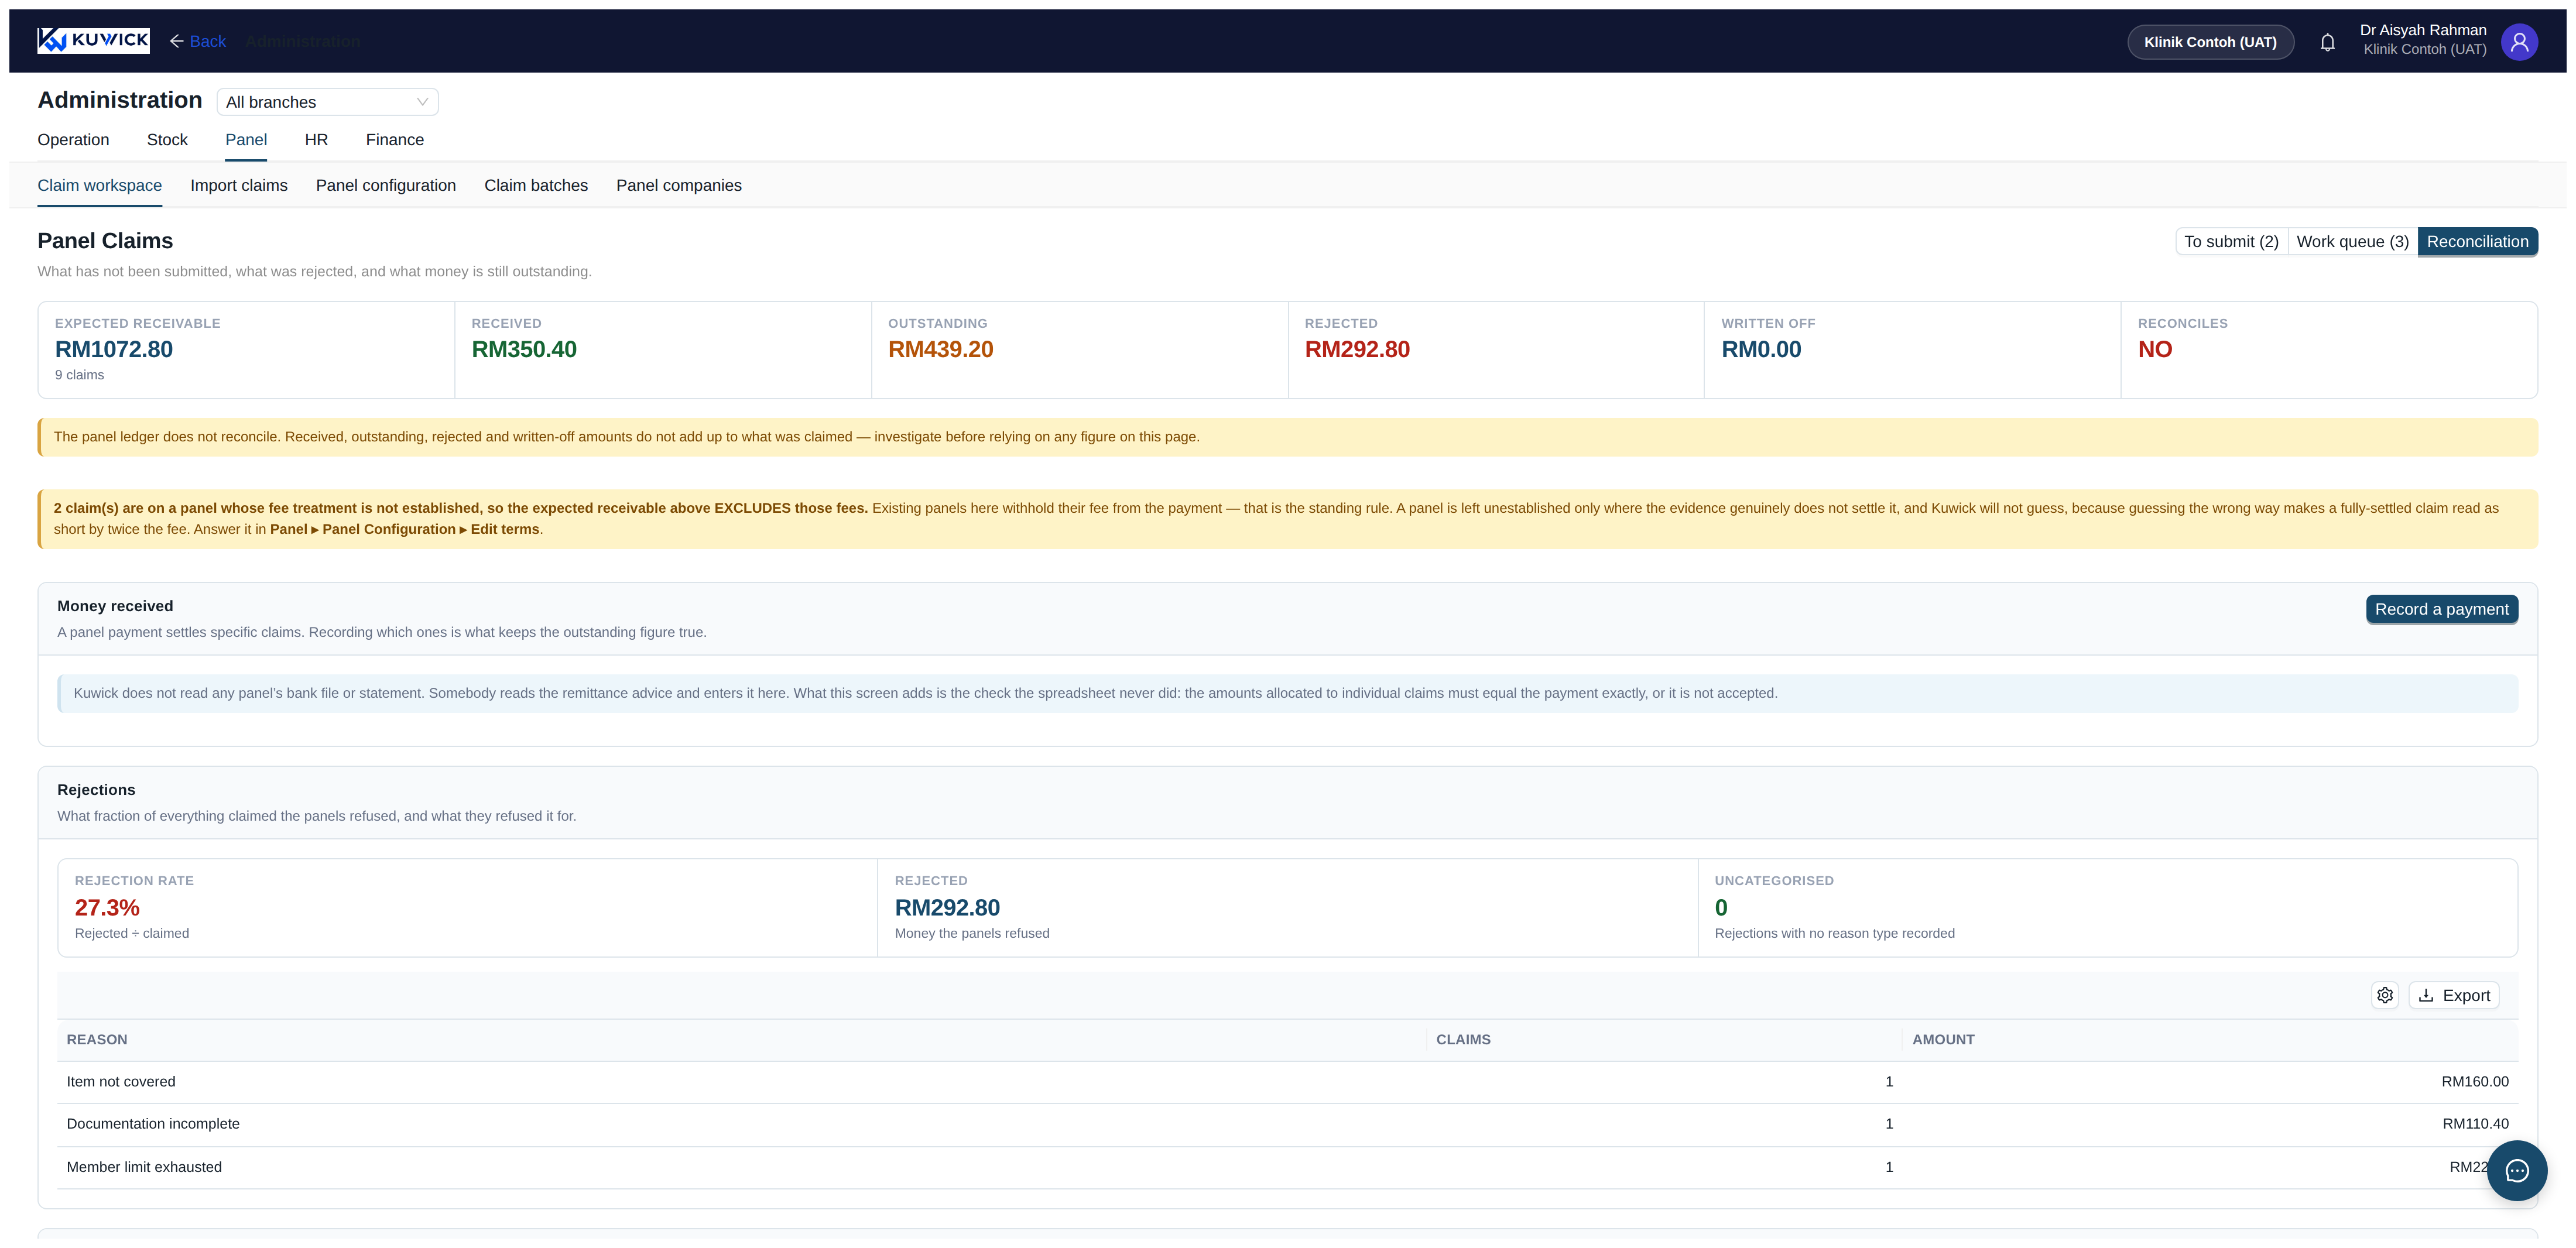 KUWICK
Back
Administration
Klinik Contoh (UAT)
Dr Aisyah Rahman
Klinik Contoh (UAT)
Administration
All branches
Operation
Stock
Panel
HR
Finance
Claim workspace
Import claims
Panel configuration
Claim batches
Panel companies
Panel Claims
To submit (2)
Work queue (3)
Reconciliation
What has not been submitted, what was rejected, and what money is still outstanding.
EXPECTED RECEIVABLE
RM1072.80
9 claims
RECEIVED
RM350.40
OUTSTANDING
RM439.20
REJECTED
RM292.80
WRITTEN OFF
RM0.00
RECONCILES
NO
The panel ledger does not reconcile. Received, outstanding, rejected and written-off amounts do not add up to what was claimed — investigate before relying on any figure on this page.
2 claim(s) are on a panel whose fee treatment is not established, so the expected receivable above EXCLUDES those fees. Existing panels here withhold their fee from the payment — that is the standing rule. A panel is left unestablished only where the evidence genuinely does not settle it, and Kuwick will not guess, because guessing the wrong way makes a fully-settled claim read as
short by twice the fee. Answer it in Panel ▸ Panel Configuration ▸ Edit terms.
Money received
Record a payment
A panel payment settles specific claims. Recording which ones is what keeps the outstanding figure true.
Kuwick does not read any panel's bank file or statement. Somebody reads the remittance advice and enters it here. What this screen adds is the check the spreadsheet never did: the amounts allocated to individual claims must equal the payment exactly, or it is not accepted.
Rejections
What fraction of everything claimed the panels refused, and what they refused it for.
REJECTION RATE
27.3%
Rejected ÷ claimed
REJECTED
RM292.80
Money the panels refused
UNCATEGORISED
0
Rejections with no reason type recorded
Export
REASON
CLAIMS
AMOUNT
Item not covered
1
RM160.00
Documentation incomplete
1
RM110.40
Member limit exhausted
1